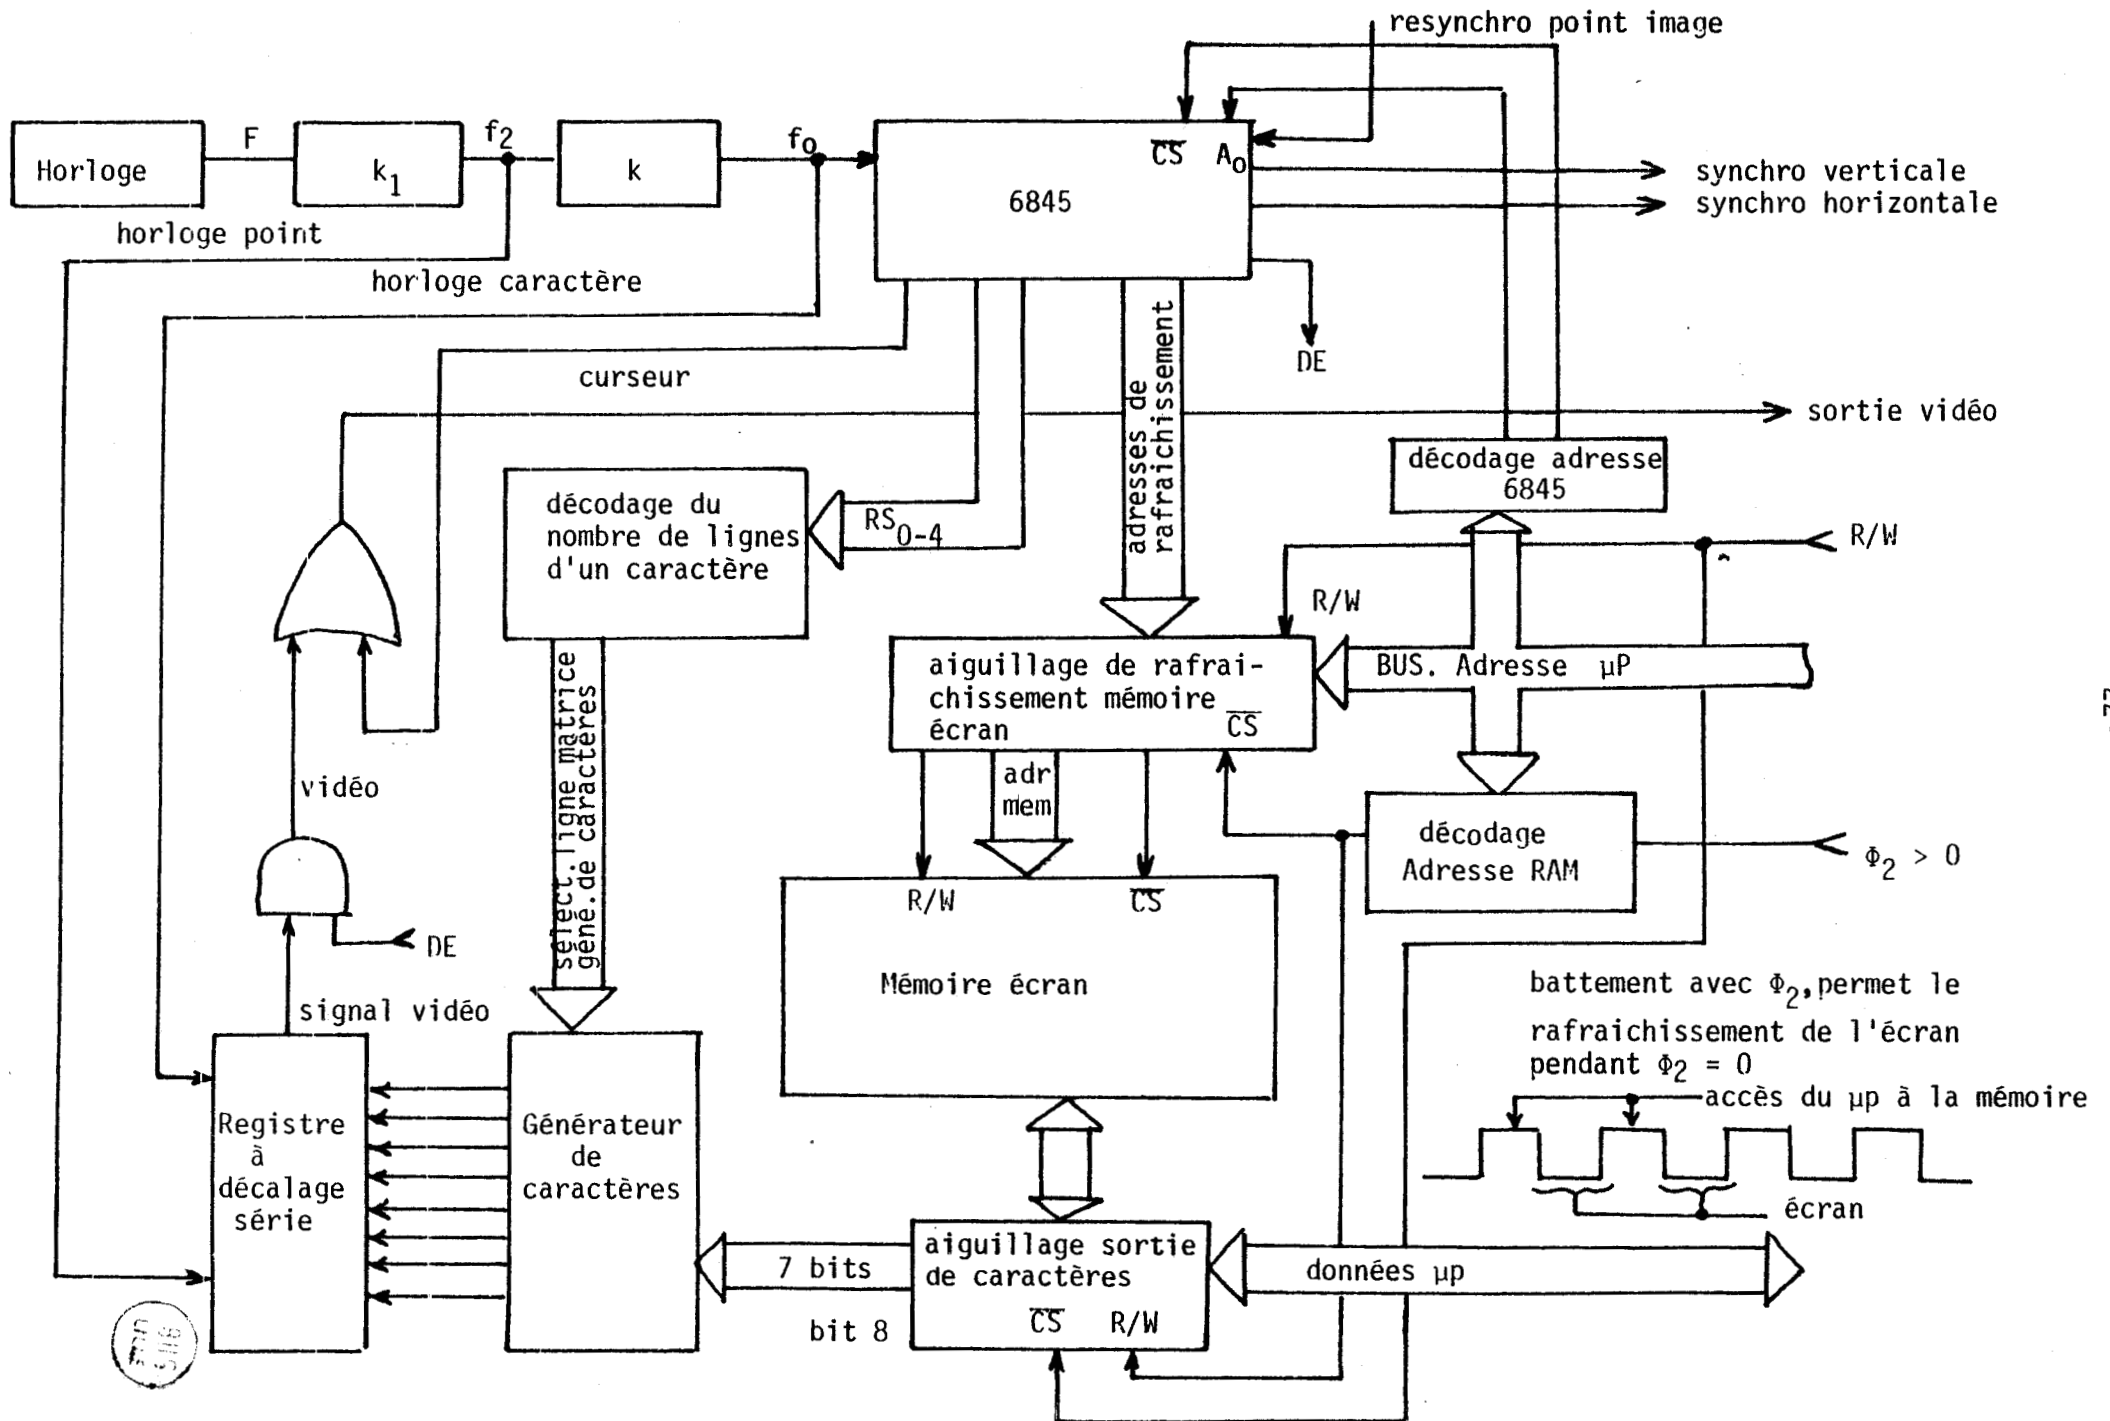 resynchro point image
Horloge
F
k1
f2
k
f0
CS
A0
6845
synchro verticale
synchro horizontale
horloge point
horloge caractère
DE
curseur
adresses de
rafraichissement
sortie vidéo
décodage adresse
6845
décodage du
nombre de lignes
d'un caractère
RS0-4
R/W
R/W
aiguillage de rafrai-
chissement mémoire
écran
CS
BUS. Adresse μP
sélect. ligne matrice
géné. de caractères
vidéo
adr
mem
décodage
Adresse RAM
Φ2 > 0
R/W
CS
DE
Mémoire écran
signal vidéo
battement avec Φ2, permet le
rafraichissement de l'écran
pendant Φ2 = 0
accès du μp à la mémoire
écran
Registre
à
décalage
série
Générateur
de
caractères
7 bits
bit 8
aiguillage sortie
de caractères
CS
R/W
données μp